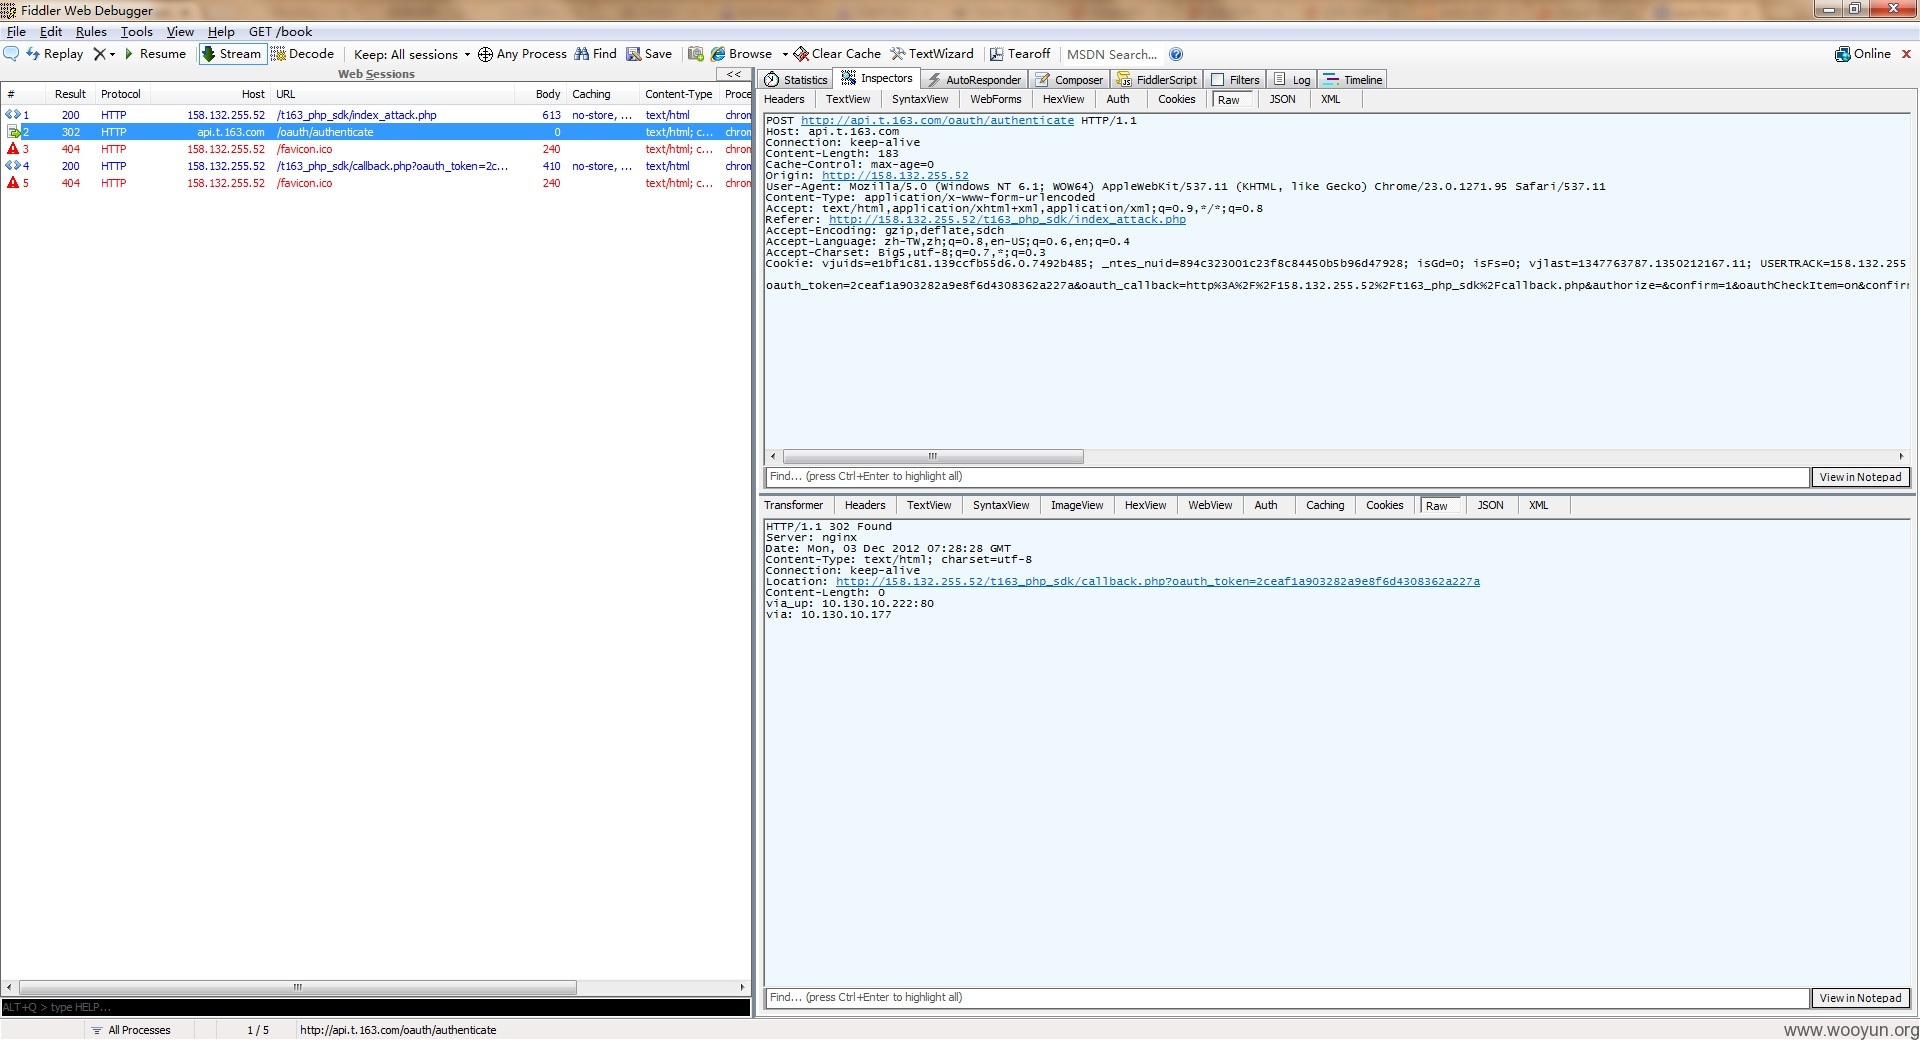 Fiddler Web Debugger
File Edit Rules Tools View Help GET /book
Replay Resume Stream Decode Keep: All sessions Any Process Find Save Browse Clear Cache TextWizard Tearoff MSDN Search... Online
Web Sessions <<
# Result Protocol Host URL Body Caching Content-Type Proce
1 200 HTTP 158.132.255.52 /t163_php_sdk/index_attack.php 613 no-store, ... text/html chrom
2 302 HTTP api.t.163.com /oauth/authenticate 0 text/html; c... chrom
3 404 HTTP 158.132.255.52 /favicon.ico 240 text/html; c... chrom
4 200 HTTP 158.132.255.52 /t163_php_sdk/callback.php?oauth_token=2c... 410 no-store, ... text/html chrom
5 404 HTTP 158.132.255.52 /favicon.ico 240 text/html; c... chrom
ALT+Q > type HELP...
Statistics Inspectors AutoResponder Composer FiddlerScript Filters Log Timeline
Headers TextView SyntaxView WebForms HexView Auth Cookies Raw JSON XML
POST http://api.t.163.com/oauth/authenticate HTTP/1.1
Host: api.t.163.com
Connection: keep-alive
Content-Length: 183
Cache-Control: max-age=0
Origin: http://158.132.255.52
User-Agent: Mozilla/5.0 (Windows NT 6.1; WOW64) AppleWebKit/537.11 (KHTML, like Gecko) Chrome/23.0.1271.95 Safari/537.11
Content-Type: application/x-www-form-urlencoded
Accept: text/html,application/xhtml+xml,application/xml;q=0.9,*/*;q=0.8
Referer: http://158.132.255.52/t163_php_sdk/index_attack.php
Accept-Encoding: gzip,deflate,sdch
Accept-Language: zh-TW,zh;q=0.8,en-US;q=0.6,en;q=0.4
Accept-Charset: Big5,utf-8;q=0.7,*;q=0.3
Cookie: vjuids=e1bf1c81.139ccfb55d6.0.7492b485; _ntes_nuid=894c323001c23f8c84450b5b96d47928; isGd=0; isFs=0; vjlast=1347763787.1350212167.11; USERTRACK=158.132.255
oauth_token=2ceaf1a903282a9e8f6d4308362a227a&oauth_callback=http%3A%2F%2F158.132.255.52%2Ft163_php_sdk%2Fcallback.php&authorize=&confirm=1&oauthCheckItem=on&confirm
Find... (press Ctrl+Enter to highlight all) View in Notepad
Transformer Headers TextView SyntaxView ImageView HexView WebView Auth Caching Cookies Raw JSON XML
HTTP/1.1 302 Found
Server: nginx
Date: Mon, 03 Dec 2012 07:28:28 GMT
Content-Type: text/html; charset=utf-8
Connection: keep-alive
Location: http://158.132.255.52/t163_php_sdk/callback.php?oauth_token=2ceaf1a903282a9e8f6d4308362a227a
Content-Length: 0
via_up: 10.130.10.222:80
via: 10.130.10.177
Find... (press Ctrl+Enter to highlight all) View in Notepad
All Processes 1 / 5 http://api.t.163.com/oauth/authenticate
www.wooyun.org